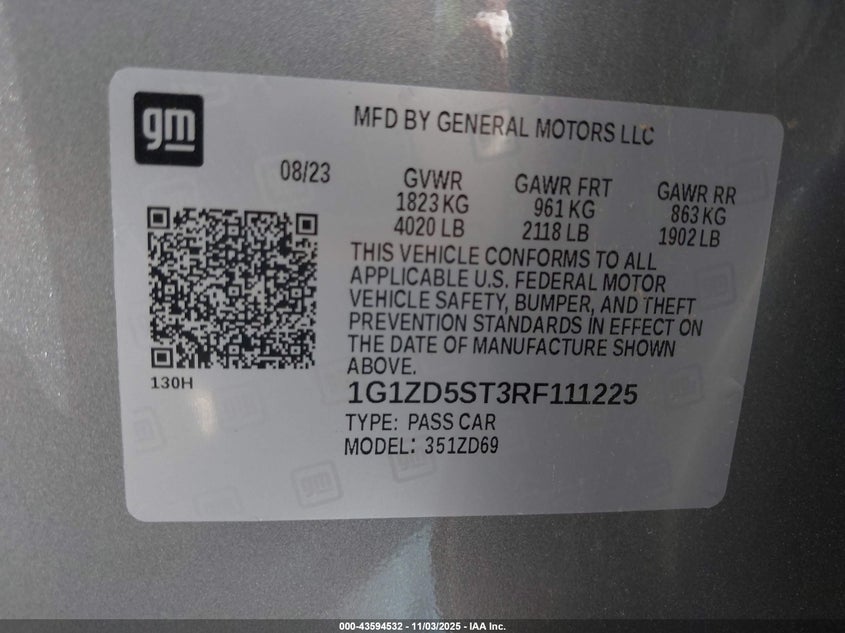 gm
MFD BY GENERAL MOTORS LLC
08/23
GVWR GAWR FRT GAWR RR
1823 KG 961 KG 863 KG
4020 LB 2118 LB 1902 LB
THIS VEHICLE CONFORMS TO ALL
APPLICABLE U.S. FEDERAL MOTOR
VEHICLE SAFETY, BUMPER, AND THEFT
PREVENTION STANDARDS IN EFFECT ON
THE DATE OF MANUFACTURE SHOWN
ABOVE.
130H
1G1ZD5ST3RF111225
TYPE: PASS CAR
MODEL: 351ZD69
000-43594532 - 11/03/2025 - IAA Inc.